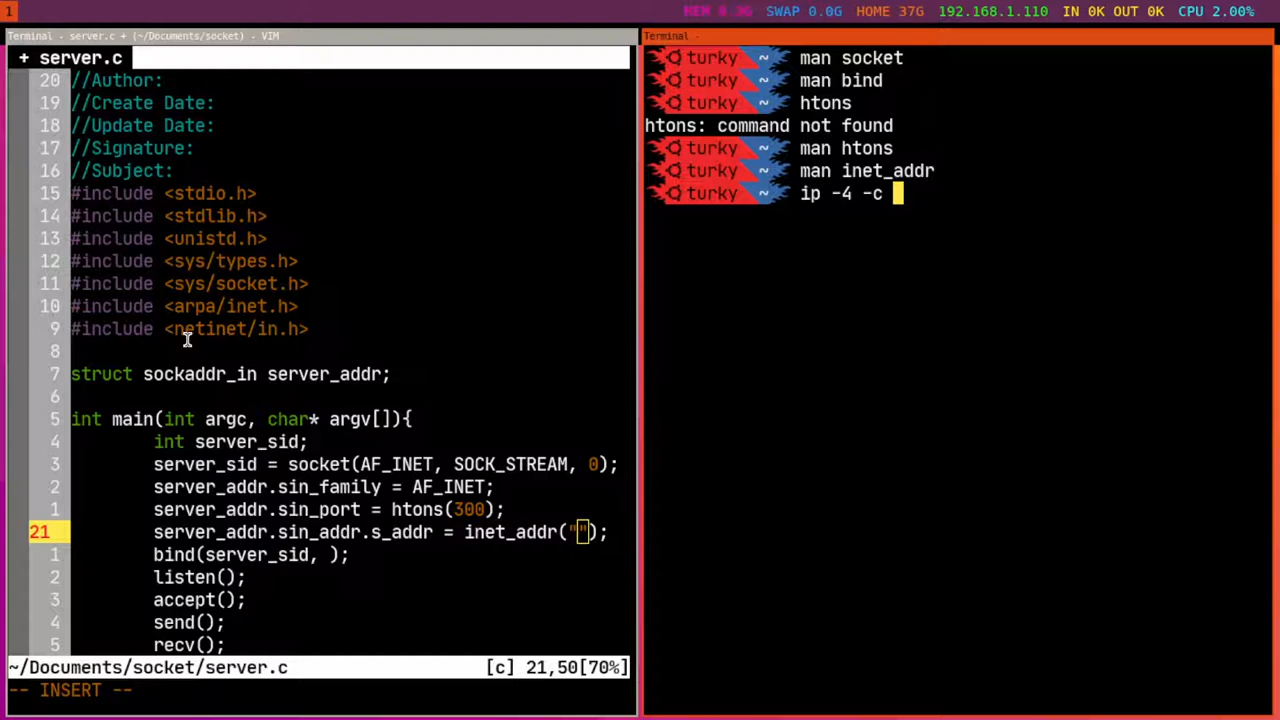 1
MEM 6.3G SWAP 0.0G HOME 37G 192.168.1.110 IN 0K OUT 0K CPU 2.00%
Terminal - server.c + (~/Documents/socket) - VIM
+ server.c
20 //Author:
19 //Create Date:
18 //Update Date:
17 //Signature:
16 //Subject:
15 #include <stdio.h>
14 #include <stdlib.h>
13 #include <unistd.h>
12 #include <sys/types.h>
11 #include <sys/socket.h>
10 #include <arpa/inet.h>
9 #include <netinet/in.h>
8
7 struct sockaddr_in server_addr;
6
5 int main(int argc, char* argv[]){
4 int server_sid;
3 server_sid = socket(AF_INET, SOCK_STREAM, 0);
2 server_addr.sin_family = AF_INET;
1 server_addr.sin_port = htons(300);
21 server_addr.sin_addr.s_addr = inet_addr("");
1 bind(server_sid, );
2 listen();
3 accept();
4 send();
5 recv();
~/Documents/socket/server.c [c] 21,50[70%]
-- INSERT --
Terminal -
turky ~ man socket
turky ~ man bind
turky ~ htons
htons: command not found
turky ~ man htons
turky ~ man inet_addr
turky ~ ip -4 -c